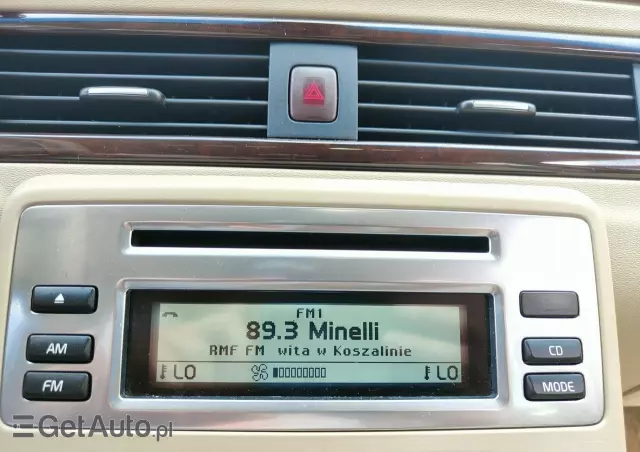 FM1
89.3 Minelli
RMF FM wita w Koszalinie
LO LO
AM
FM
CD
MODE
GetAuto.pl